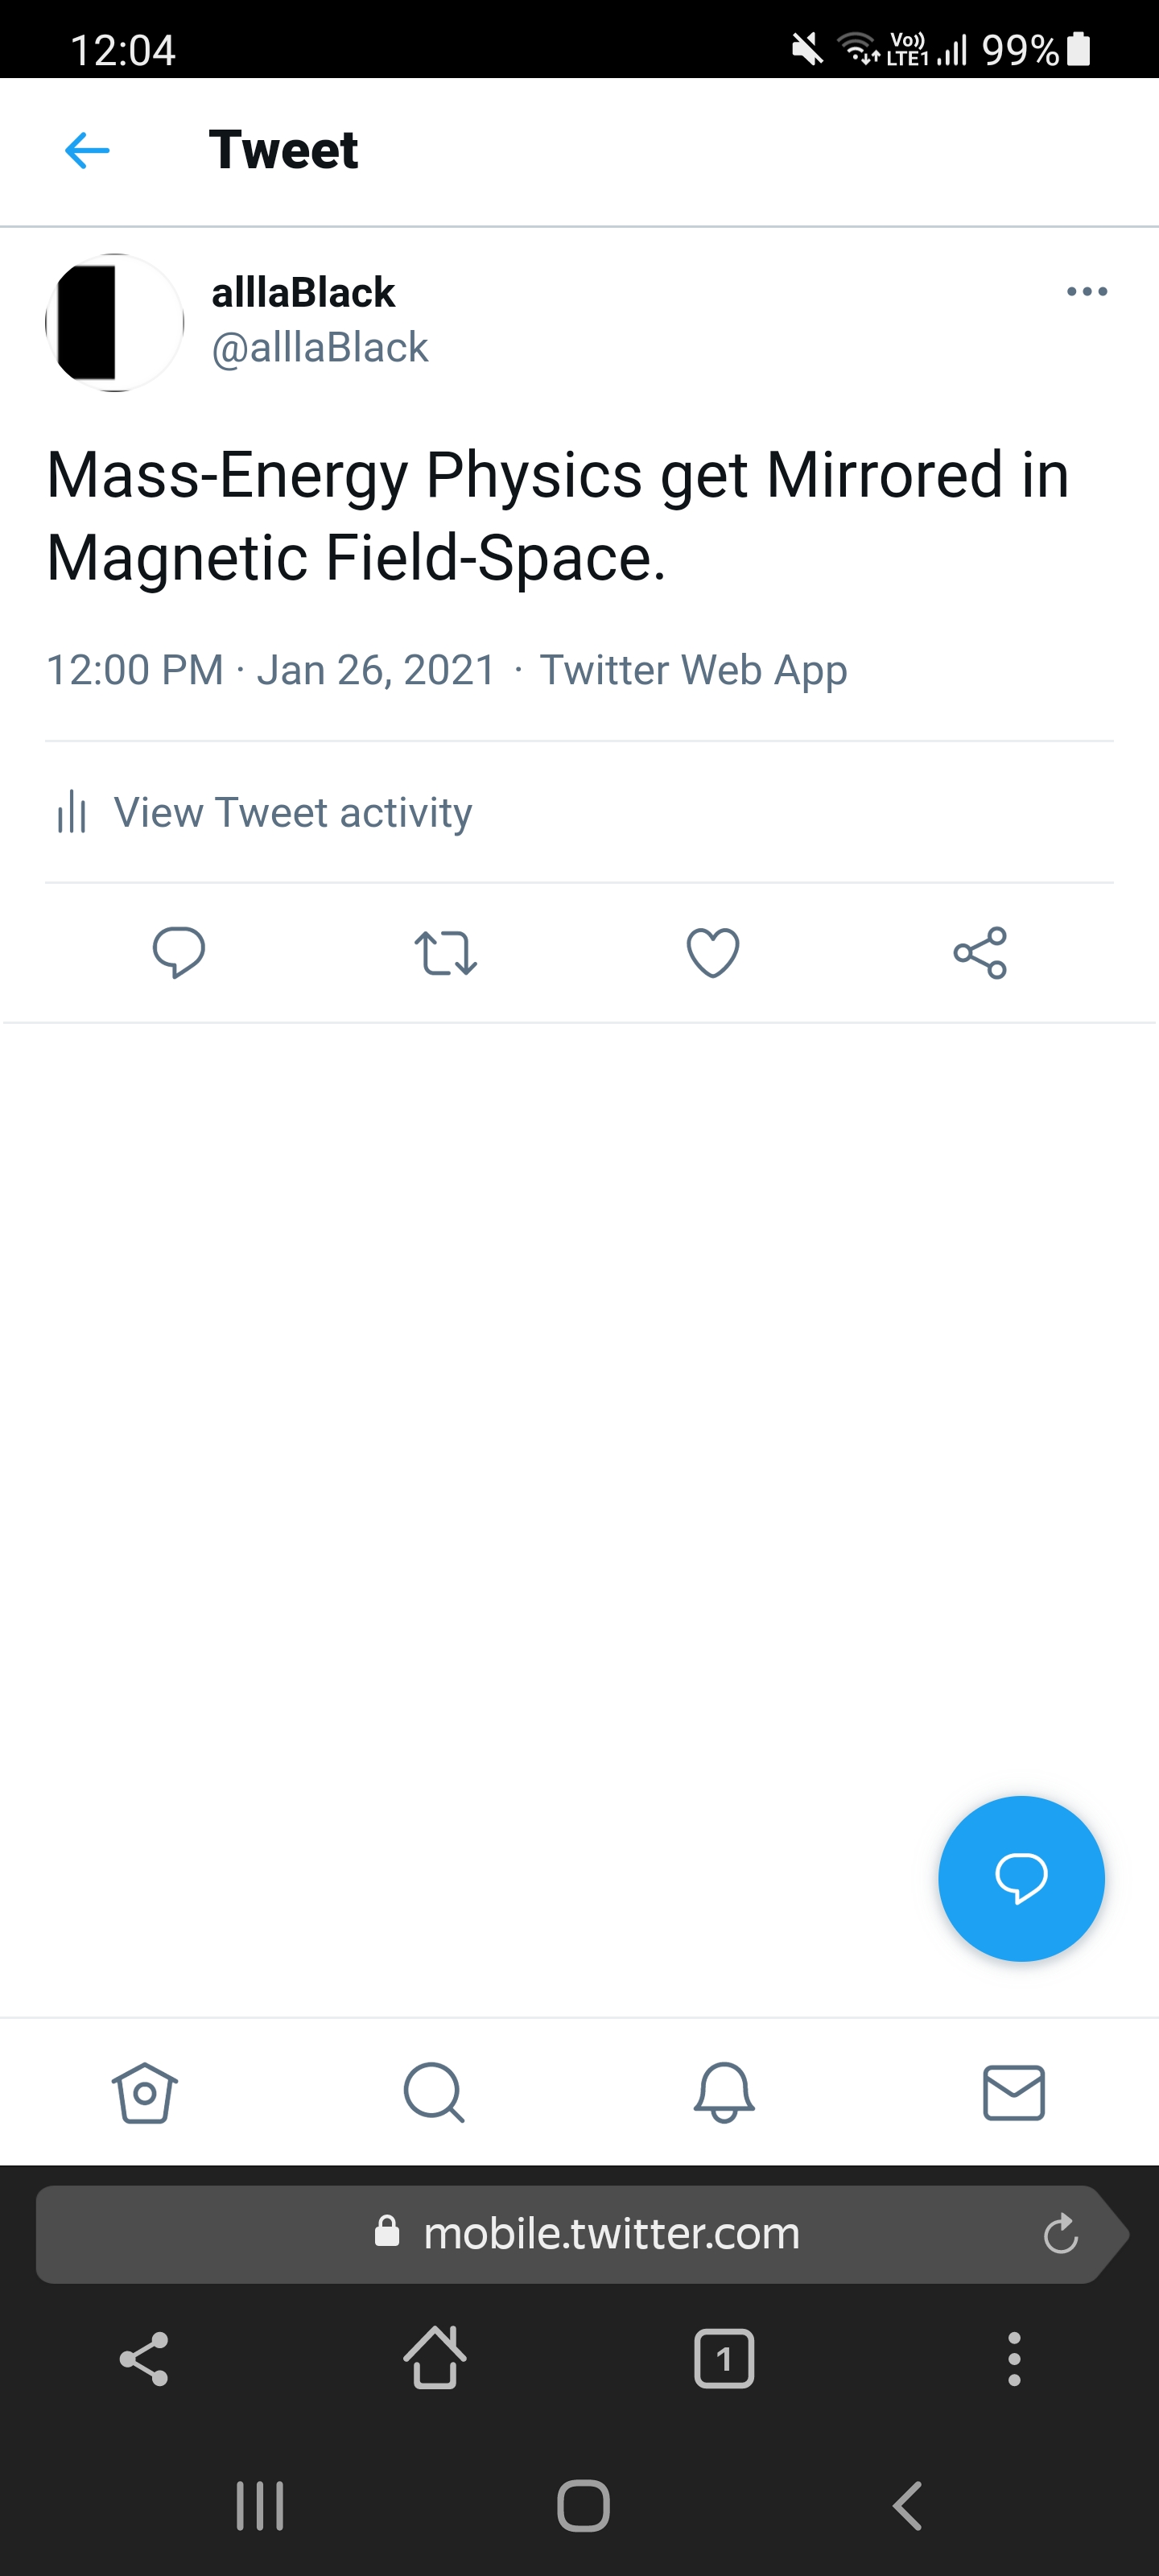 12:04 Vo)) LTE1 99%
Tweet
alllaBlack
@alllaBlack
Mass-Energy Physics get Mirrored in
Magnetic Field-Space.
12:00 PM · Jan 26, 2021 · Twitter Web App
View Tweet activity
mobile.twitter.com
1